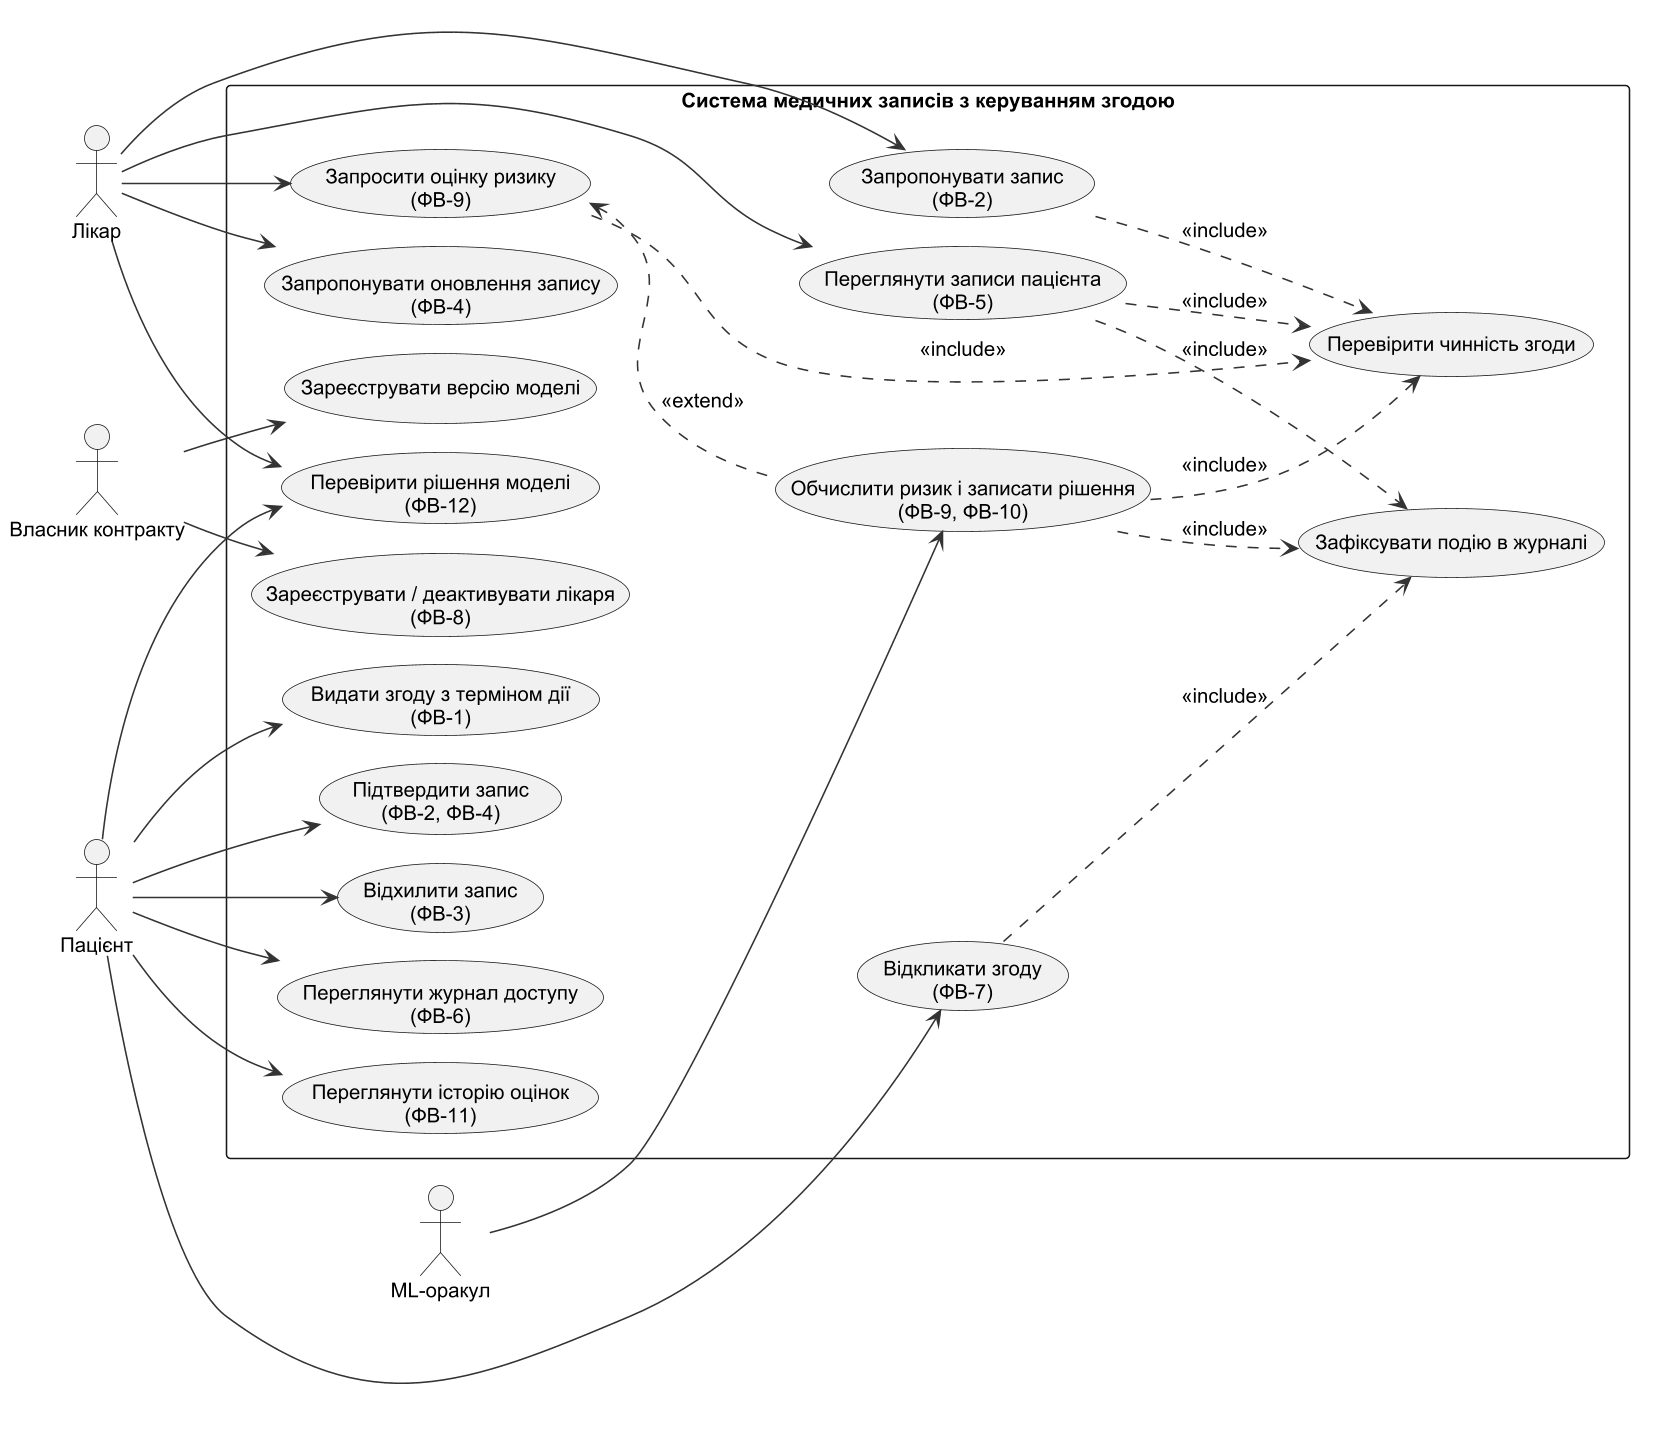 Система медичних записів з керуванням згодою
Лікар
Власник контракту
Пацієнт
ML-оракул
Запросити оцінку ризику
(ФВ-9)
Запропонувати оновлення запису
(ФВ-4)
Зареєструвати версію моделі
Перевірити рішення моделі
(ФВ-12)
Зареєструвати / деактивувати лікаря
(ФВ-8)
Видати згоду з терміном дії
(ФВ-1)
Підтвердити запис
(ФВ-2, ФВ-4)
Відхилити запис
(ФВ-3)
Переглянути журнал доступу
(ФВ-6)
Переглянути історію оцінок
(ФВ-11)
Запропонувати запис
(ФВ-2)
Переглянути записи пацієнта
(ФВ-5)
Обчислити ризик і записати рішення
(ФВ-9, ФВ-10)
Відкликати згоду
(ФВ-7)
«include»
«include»
«include»
«include»
«extend»
«include»
«include»
«include»
Перевірити чинність згоди
Зафіксувати подію в журналі